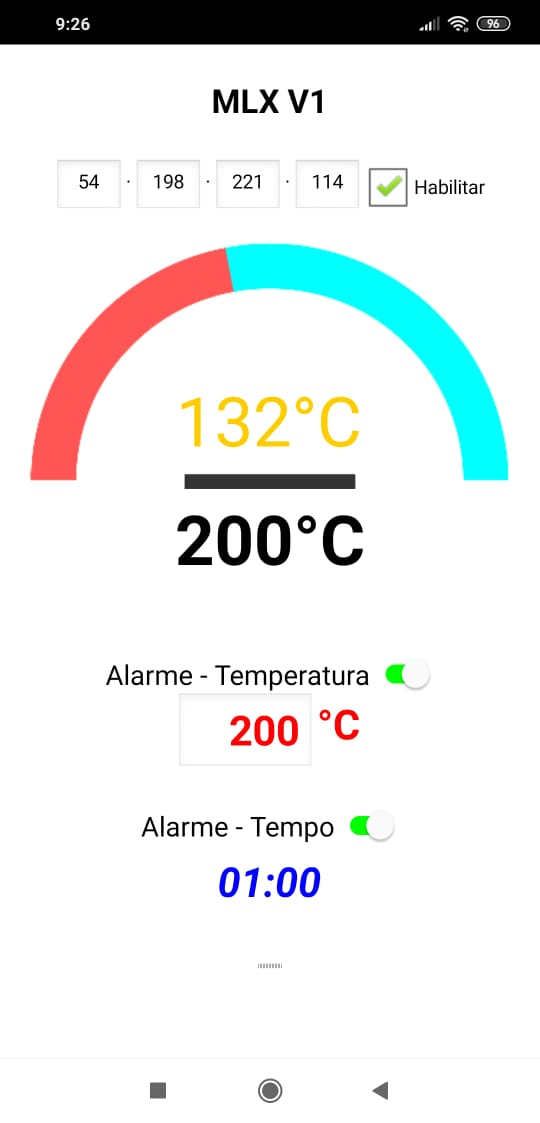 9:26
96
MLX V1
54 . 198 . 221 . 114 Habilitar
132°C
200°C
Alarme - Temperatura
200 °C
Alarme - Tempo
01:00